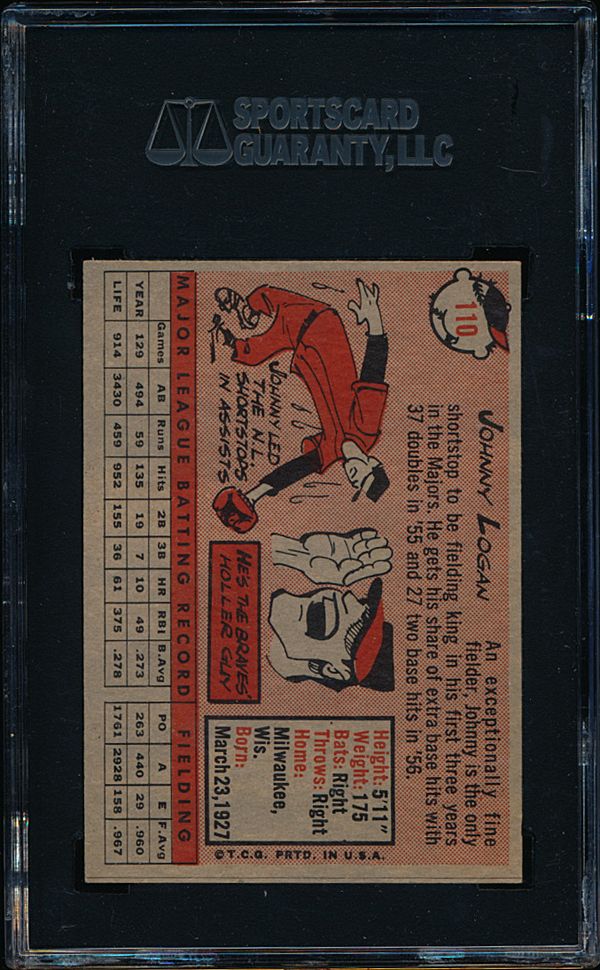 SPORTSCARD
GUARANTY, LLC
110
JOHNNY LOGAN
An exceptionally fine
fielder, Johnny is the only
shortstop to be fielding king in his first three years
in the Majors. He gets his share of extra base hits with
37 doubles in '55 and 27 two base hits in '56.
JOHNNY LED
THE N.L.
SHORTSTOPS
IN ASSISTS
HE'S THE BRAVES'
HOLLER GUY
Height: 5'11"
Weight: 175
Bats: Right
Throws: Right
Home:
Milwaukee,
Wis.
Born:
March 23, 1927
©T.C.G. PRTD. IN U.S.A.
MAJOR LEAGUE BATTING RECORD FIELDING
Games AB Runs Hits 2B 3B HR RBI B.Avg PO A E F.Avg
YEAR 129 494 59 135 19 7 10 49 .273 263 440 29 .960
LIFE 914 3430 459 952 155 36 61 375 .278 1761 2928 158 .967